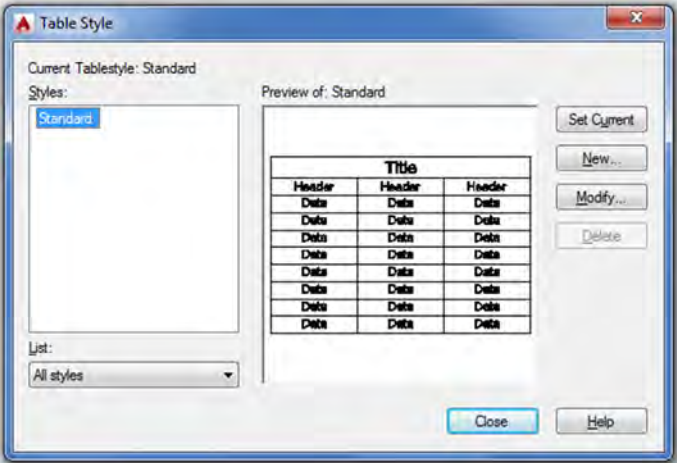 Table Style
Current Tablestyle: Standard
Styles:
Standard
Preview of: Standard
Title
Header Header Header
Data Data Data
Data Data Data
Data Data Data
Data Data Data
Data Data Data
Data Data Data
Data Data Data
Data Data Data
Set Current
New...
Modify...
Delete
List:
All styles
Close
Help